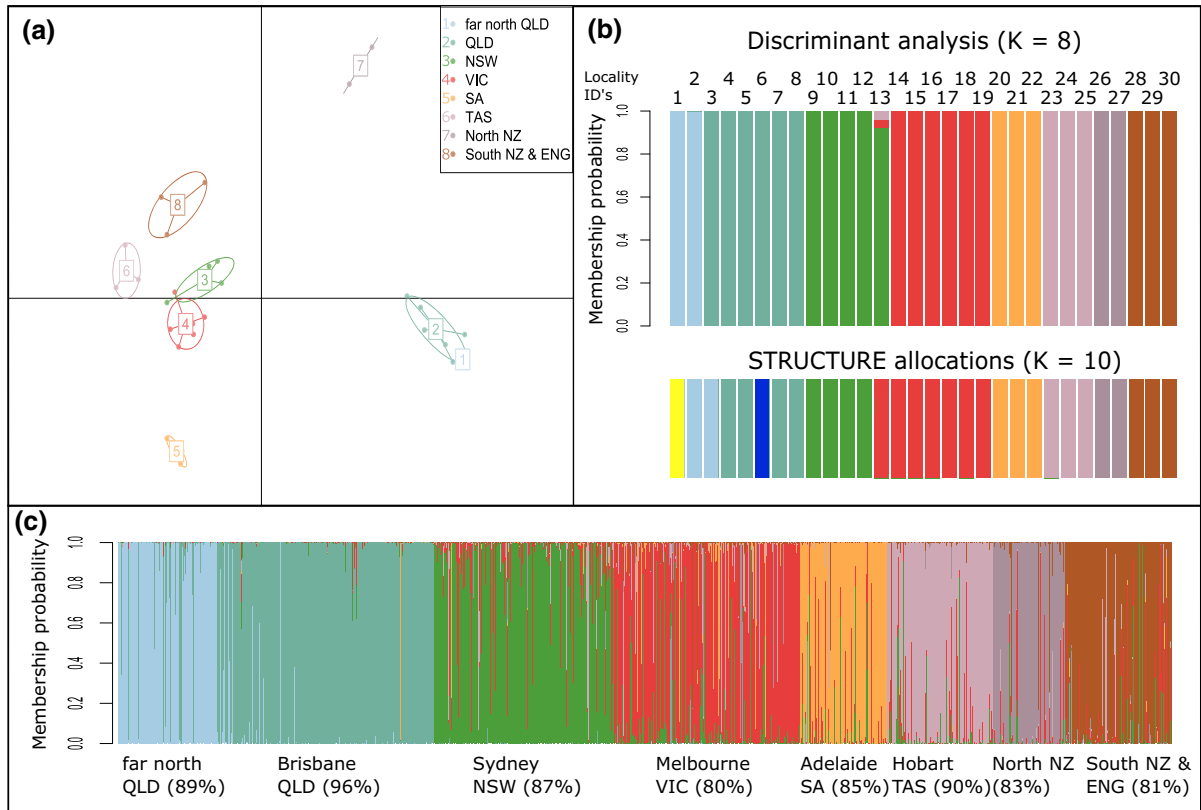 (a)
1 far north QLD
2 QLD
3 NSW
4 VIC
5 SA
6 TAS
7 North NZ
8 South NZ & ENG
7
8
6
3
4
2
1
5
(b)
Discriminant analysis (K = 8)
Locality 2 4 6 8 10 12 14 16 18 20 22 24 26 28 30
ID's 1 3 5 7 9 11 13 15 17 19 21 23 25 27 29
Membership probability
1.0
0.8
0.6
0.4
0.2
0.0
STRUCTURE allocations (K = 10)
(c)
Membership probability
1.0
0.8
0.6
0.4
0.2
0.0
far north Brisbane Sydney Melbourne Adelaide Hobart North NZ South NZ &
QLD (89%) QLD (96%) NSW (87%) VIC (80%) SA (85%) TAS (90%) (83%) ENG (81%)